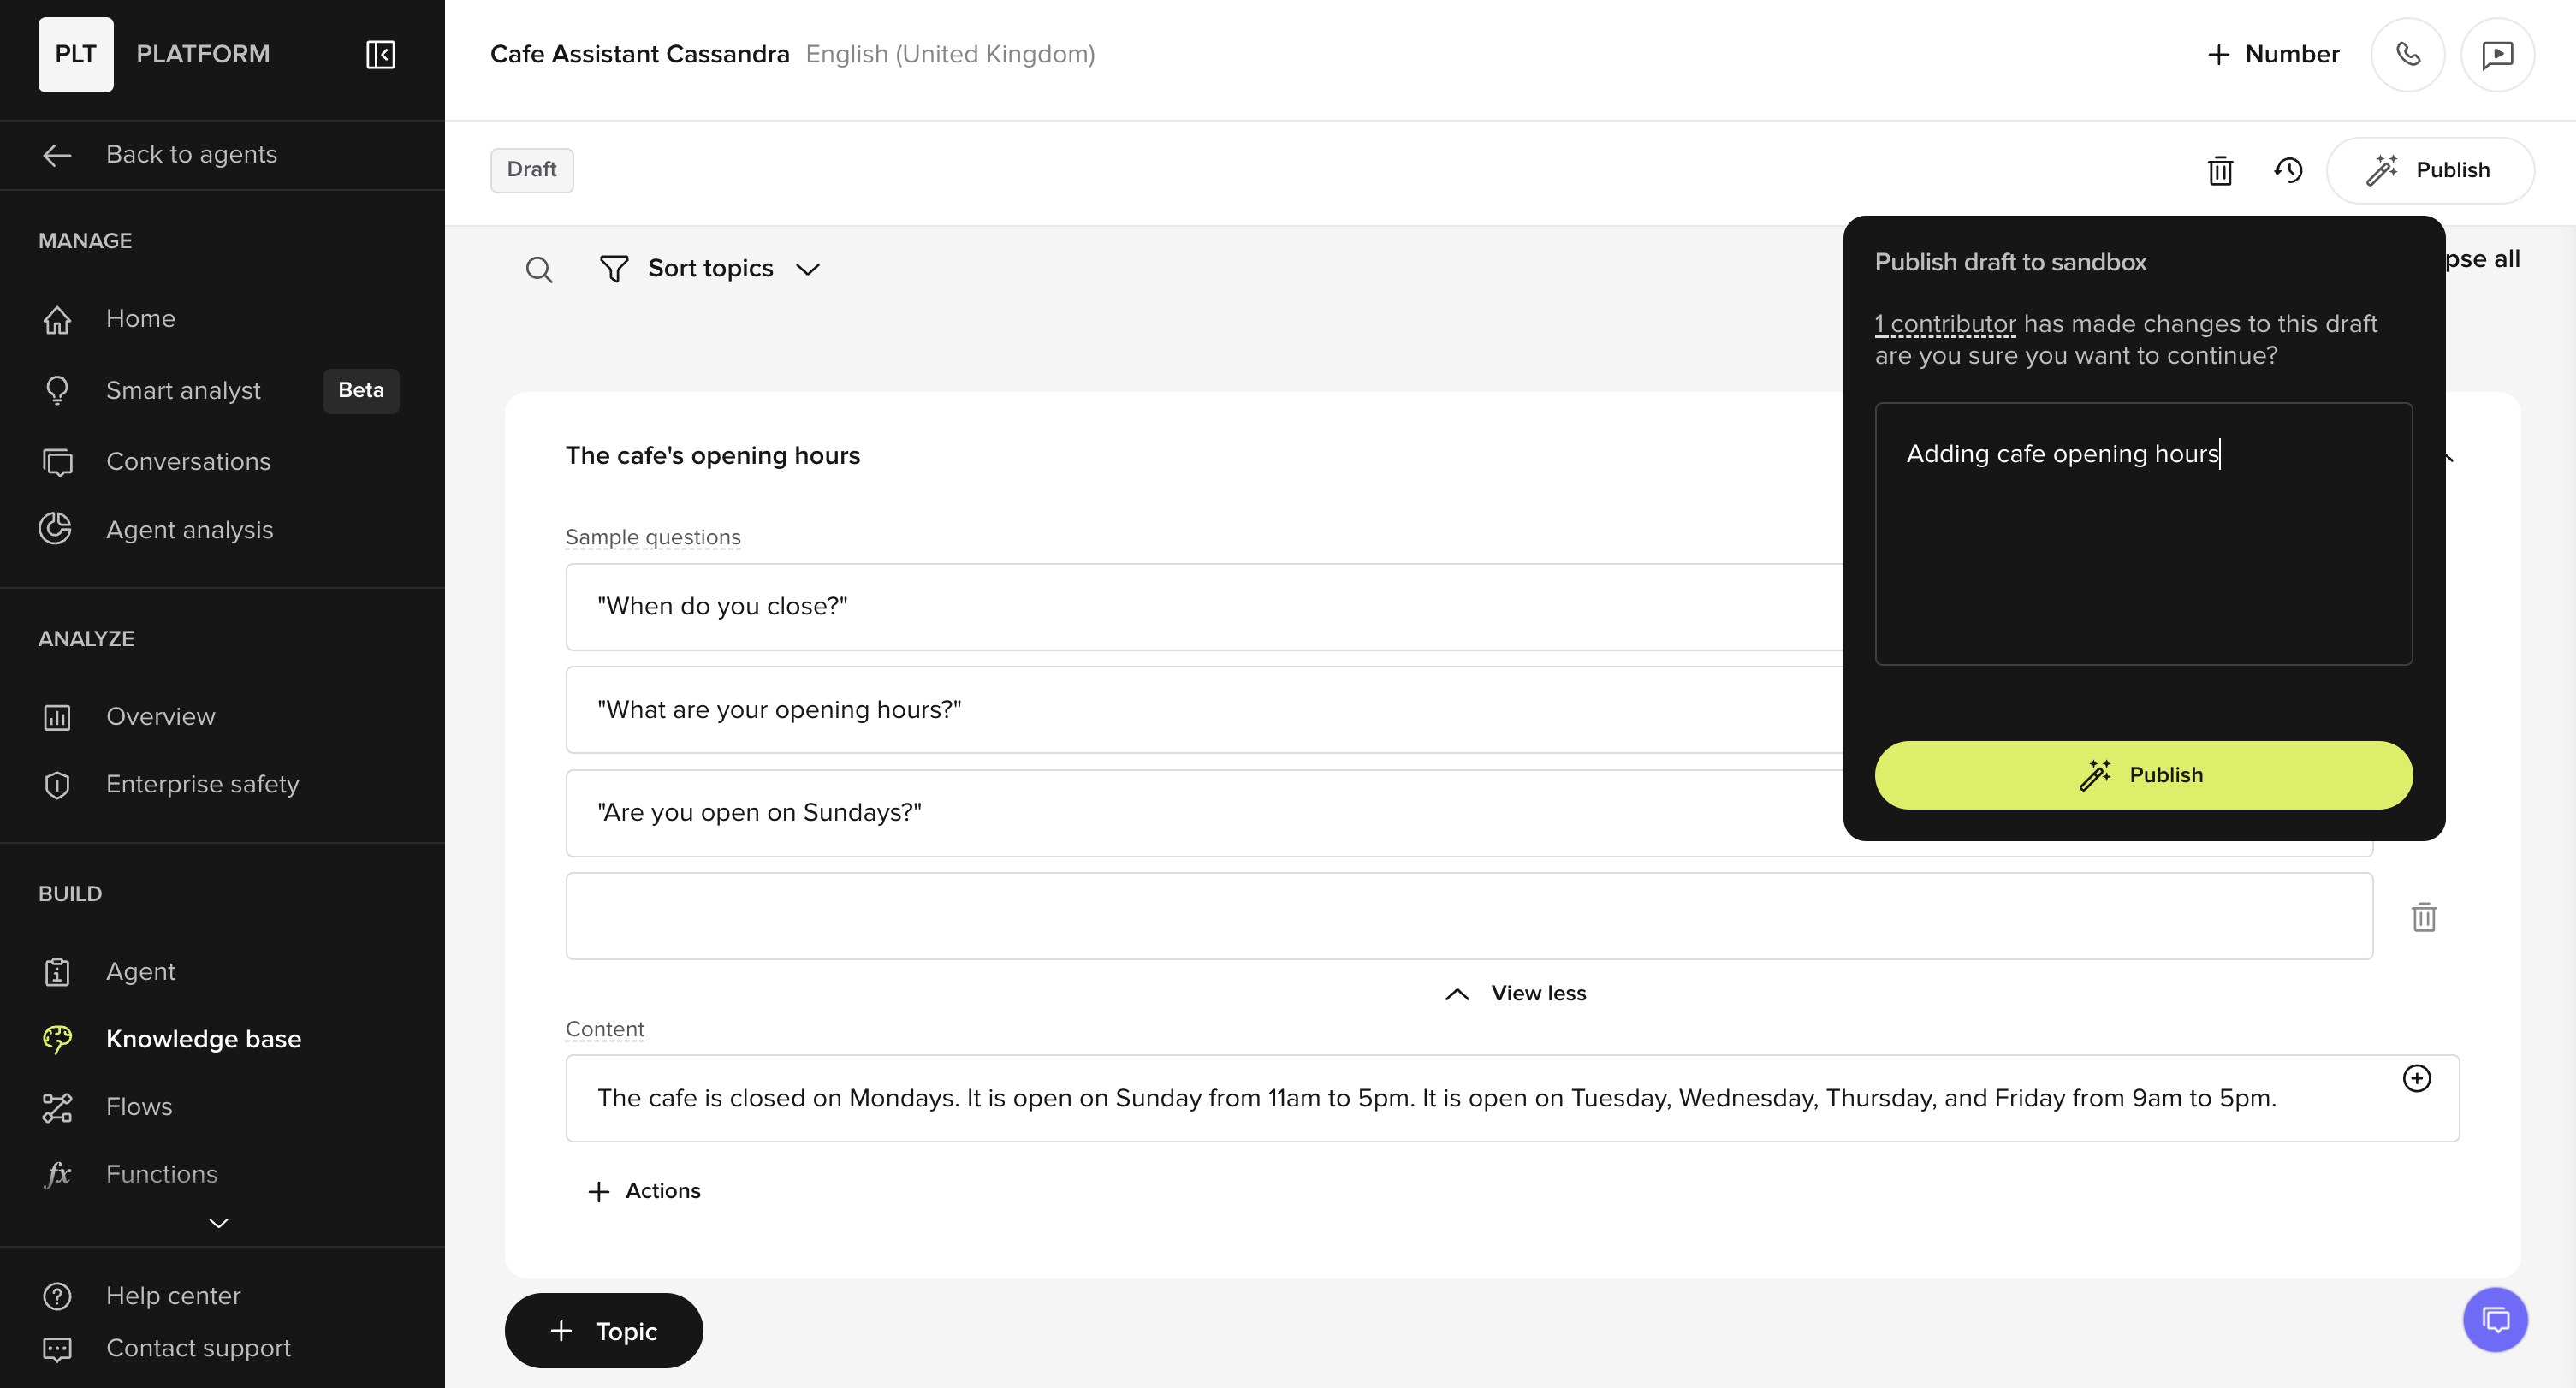 PLT PLATFORM
Back to agents
MANAGE
Home
Smart analyst Beta
Conversations
Agent analysis
ANALYZE
Overview
Enterprise safety
BUILD
Agent
Knowledge base
Flows
fx Functions
Help center
Contact support
Cafe Assistant Cassandra English (United Kingdom)
+ Number
Draft
Publish
Sort topics
pse all
Publish draft to sandbox
1 contributor has made changes to this draft
are you sure you want to continue?
Adding cafe opening hours
Publish
The cafe's opening hours
Sample questions
"When do you close?"
"What are your opening hours?"
"Are you open on Sundays?"
View less
Content
The cafe is closed on Mondays. It is open on Sunday from 11am to 5pm. It is open on Tuesday, Wednesday, Thursday, and Friday from 9am to 5pm.
+ Actions
+ Topic